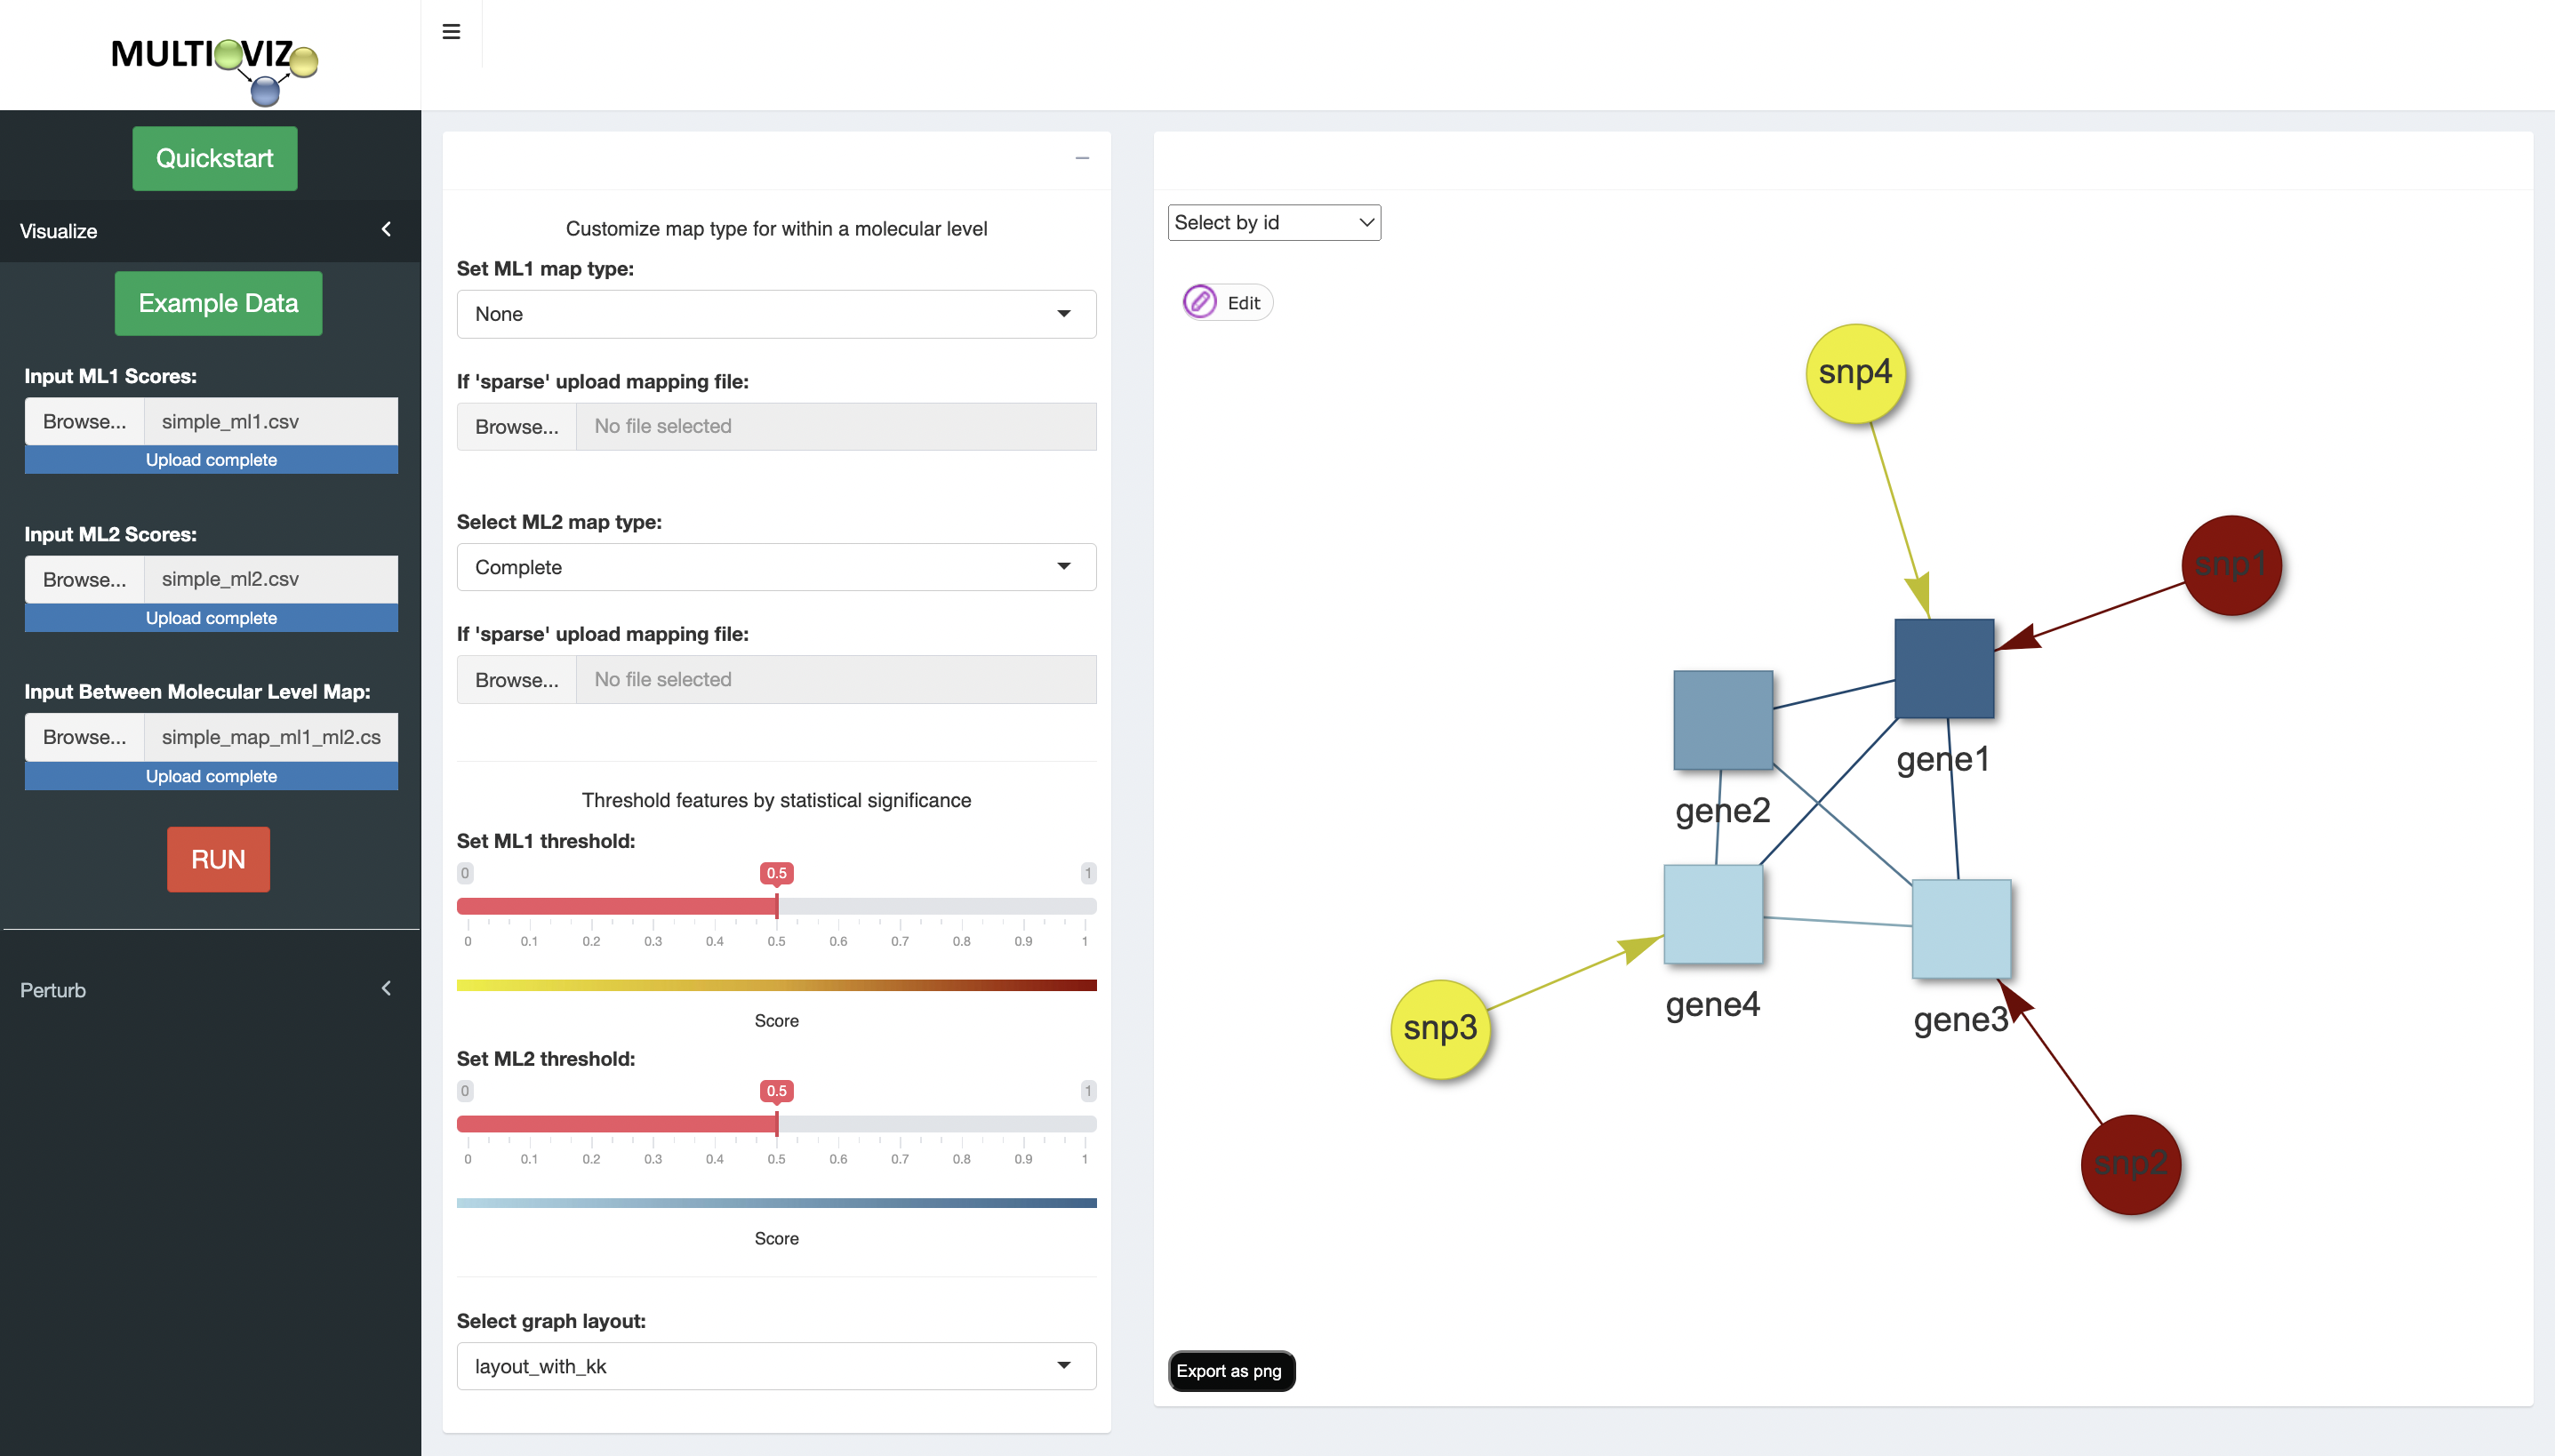 MULTIOVIZ
Quickstart
Visualize
Example Data
Input ML1 Scores:
Browse... simple_ml1.csv
Upload complete
Input ML2 Scores:
Browse... simple_ml2.csv
Upload complete
Input Between Molecular Level Map:
Browse... simple_map_ml1_ml2.cs
Upload complete
RUN
Perturb
Customize map type for within a molecular level
Set ML1 map type:
None
If 'sparse' upload mapping file:
Browse... No file selected
Select ML2 map type:
Complete
If 'sparse' upload mapping file:
Browse... No file selected
Threshold features by statistical significance
Set ML1 threshold:
0 0.5 1
0 0.1 0.2 0.3 0.4 0.5 0.6 0.7 0.8 0.9 1
Score
Set ML2 threshold:
0 0.5 1
0 0.1 0.2 0.3 0.4 0.5 0.6 0.7 0.8 0.9 1
Score
Select graph layout:
layout_with_kk
Select by id
Edit
snp4
snp1
gene1
gene2
gene4
gene3
snp3
snp2
Export as png